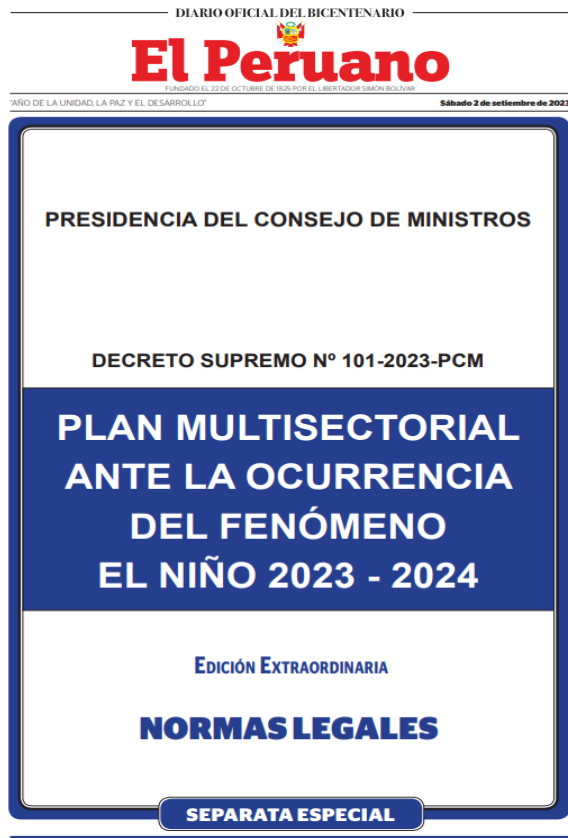 DIARIO OFICIAL DEL BICENTENARIO
El Peruano
FUNDADO EL 22 DE OCTUBRE DE 1825 POR EL LIBERTADOR SIMÓN BOLÍVAR
"AÑO DE LA UNIDAD, LA PAZ Y EL DESARROLLO"
Sábado 2 de setiembre de 2023
PRESIDENCIA DEL CONSEJO DE MINISTROS
DECRETO SUPREMO Nº 101-2023-PCM
PLAN MULTISECTORIAL
ANTE LA OCURRENCIA
DEL FENÓMENO
EL NIÑO 2023 - 2024
EDICIÓN EXTRAORDINARIA
NORMAS LEGALES
SEPARATA ESPECIAL